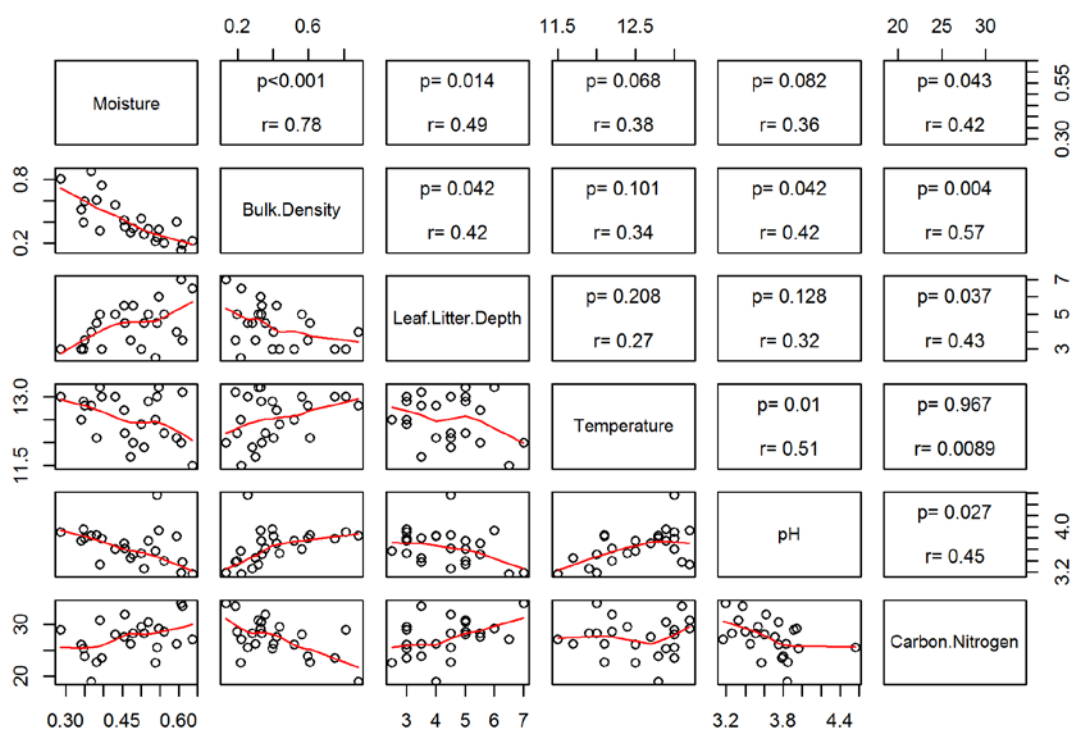 0.2 0.6 11.5 12.5 20 25 30
Moisture p<0.001 p= 0.014 p= 0.068 p= 0.082 p= 0.043 0.30 0.55
r= 0.78 r= 0.49 r= 0.38 r= 0.36 r= 0.42
0.2 0.8 Bulk.Density p= 0.042 p= 0.101 p= 0.042 p= 0.004
r= 0.42 r= 0.34 r= 0.42 r= 0.57
Leaf.Litter.Depth p= 0.208 p= 0.128 p= 0.037 3 5 7
r= 0.27 r= 0.32 r= 0.43
11.5 13.0 Temperature p= 0.01 p= 0.967
r= 0.51 r= 0.0089
pH p= 0.027 3.2 4.0
r= 0.45
20 30 Carbon.Nitrogen
0.30 0.45 0.60 3 4 5 6 7 3.2 3.8 4.4